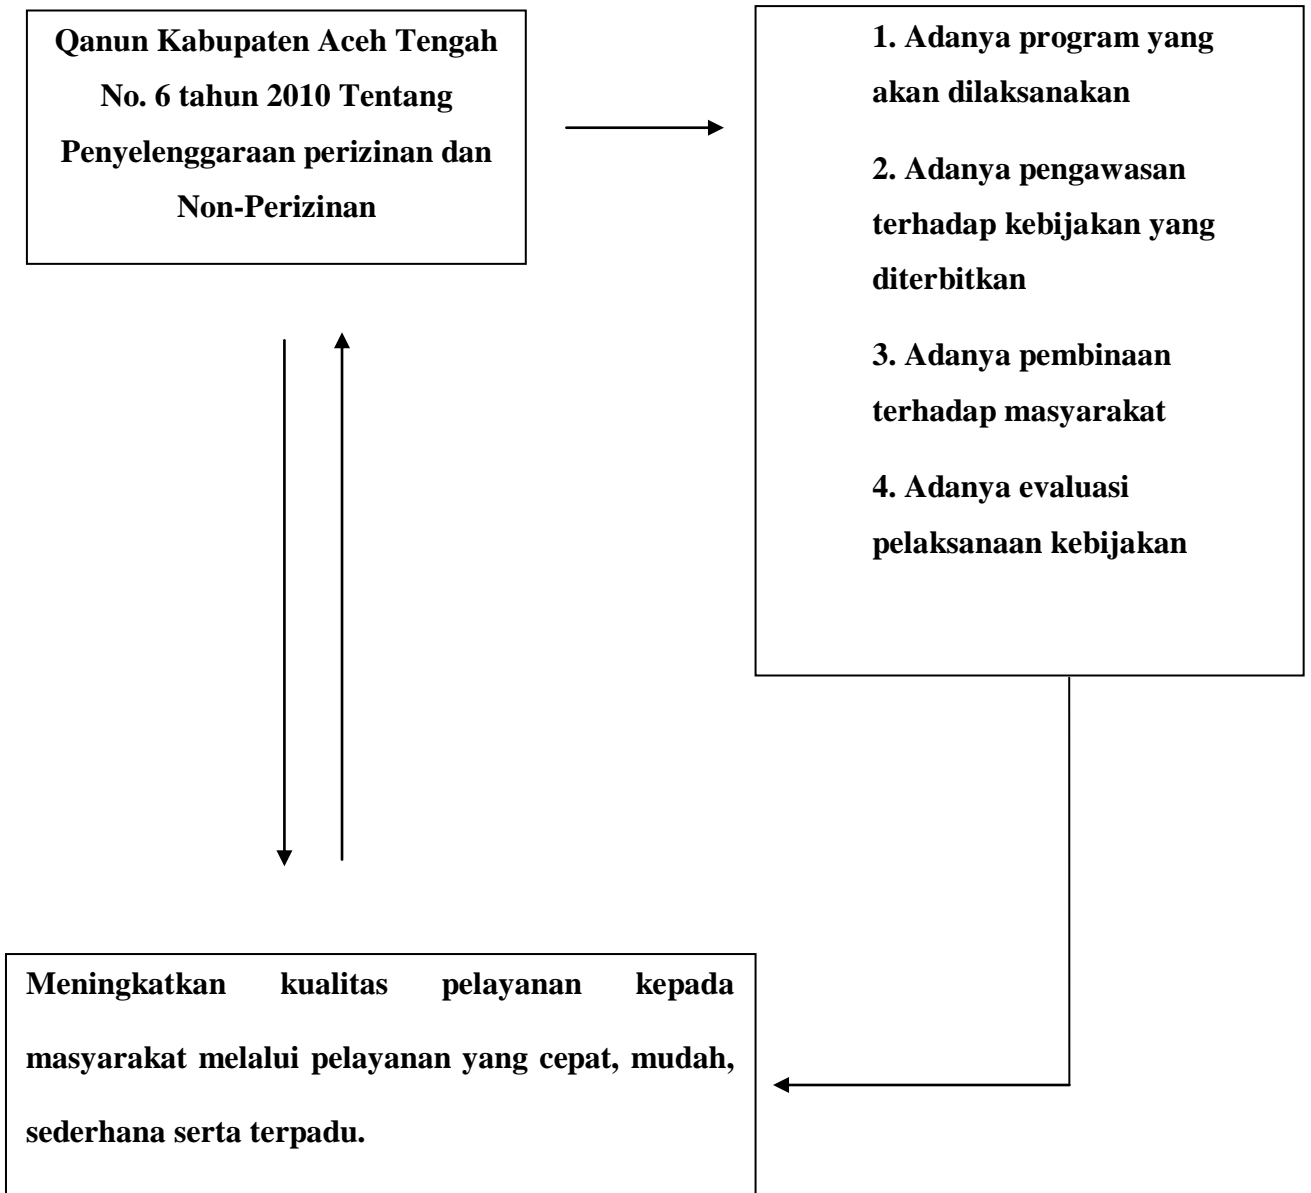 Qanun Kabupaten Aceh Tengah
No. 6 tahun 2010 Tentang
Penyelenggaraan perizinan dan
Non-Perizinan
1. Adanya program yang
akan dilaksanakan
2. Adanya pengawasan
terhadap kebijakan yang
diterbitkan
3. Adanya pembinaan
terhadap masyarakat
4. Adanya evaluasi
pelaksanaan kebijakan
Meningkatkan kualitas pelayanan kepada
masyarakat melalui pelayanan yang cepat, mudah,
sederhana serta terpadu.